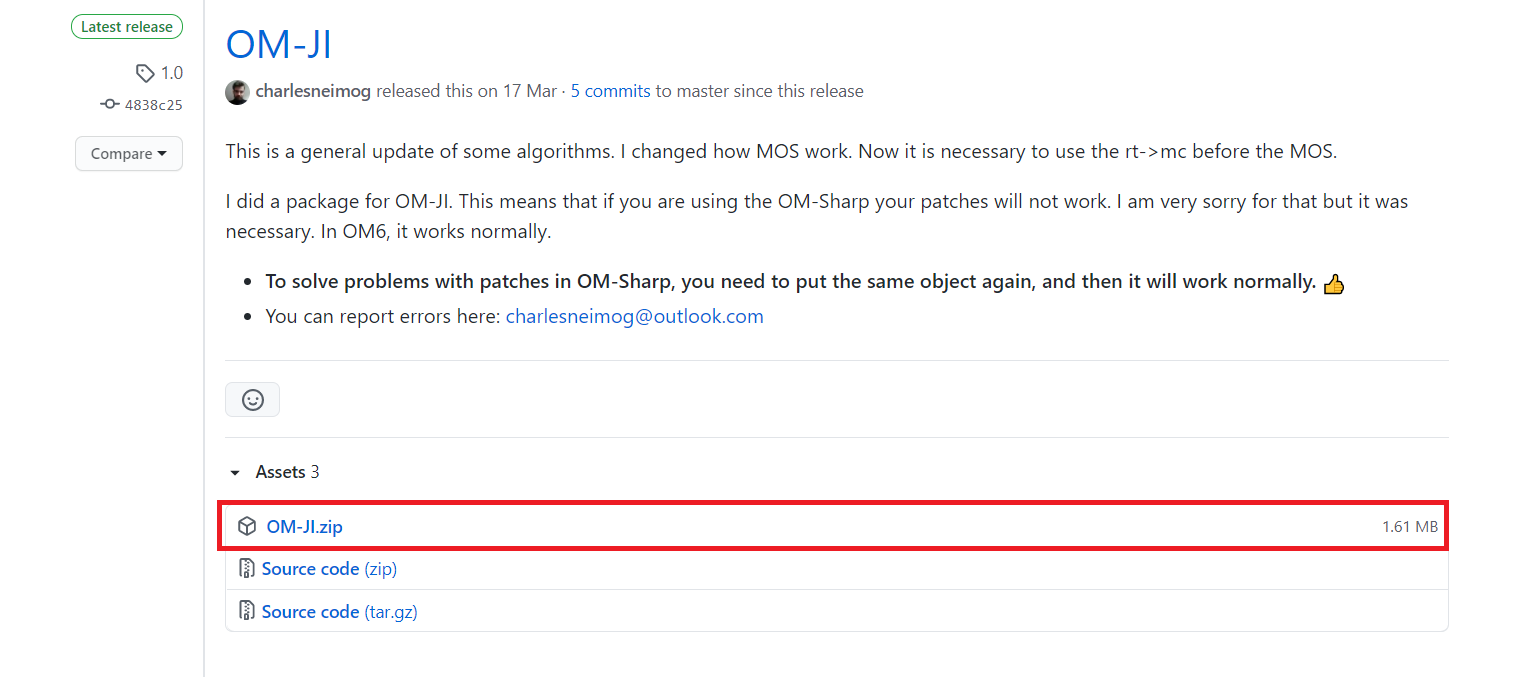 Latest release
1.0
4838c25
Compare
OM-JI
charlesneimog released this on 17 Mar · 5 commits to master since this release
This is a general update of some algorithms. I changed how MOS work. Now it is necessary to use the rt->mc before the MOS.
I did a package for OM-JI. This means that if you are using the OM-Sharp your patches will not work. I am very sorry for that but it was
necessary. In OM6, it works normally.
• To solve problems with patches in OM-Sharp, you need to put the same object again, and then it will work normally. 👍
• You can report errors here: charlesneimog@outlook.com
Assets 3
OM-JI.zip 1.61 MB
Source code (zip)
Source code (tar.gz)